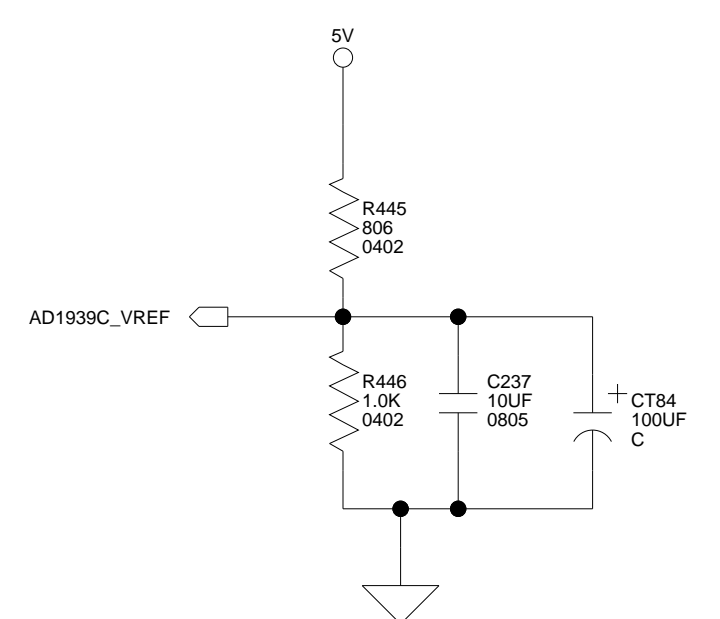 5V
R445
806
0402
AD1939C_VREF
R446
1.0K
0402
C237
10UF
0805
+
CT84
100UF
C